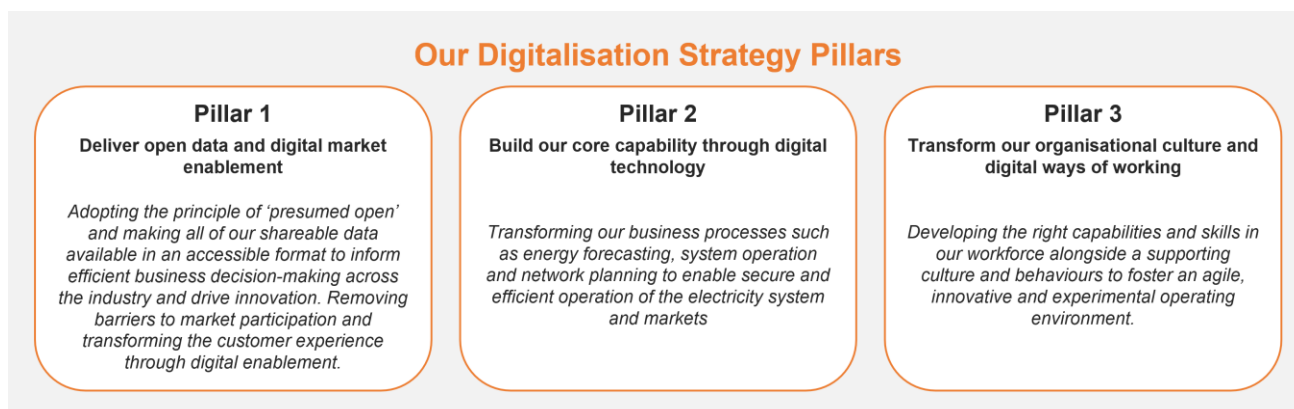 Our Digitalisation Strategy Pillars
Pillar 1
Deliver open data and digital market
enablement
Adopting the principle of ‘presumed open’
and making all of our shareable data
available in an accessible format to inform
efficient business decision-making across
the industry and drive innovation. Removing
barriers to market participation and
transforming the customer experience
through digital enablement.
Pillar 2
Build our core capability through digital
technology
Transforming our business processes such
as energy forecasting, system operation
and network planning to enable secure and
efficient operation of the electricity system
and markets
Pillar 3
Transform our organisational culture and
digital ways of working
Developing the right capabilities and skills in
our workforce alongside a supporting
culture and behaviours to foster an agile,
innovative and experimental operating
environment.